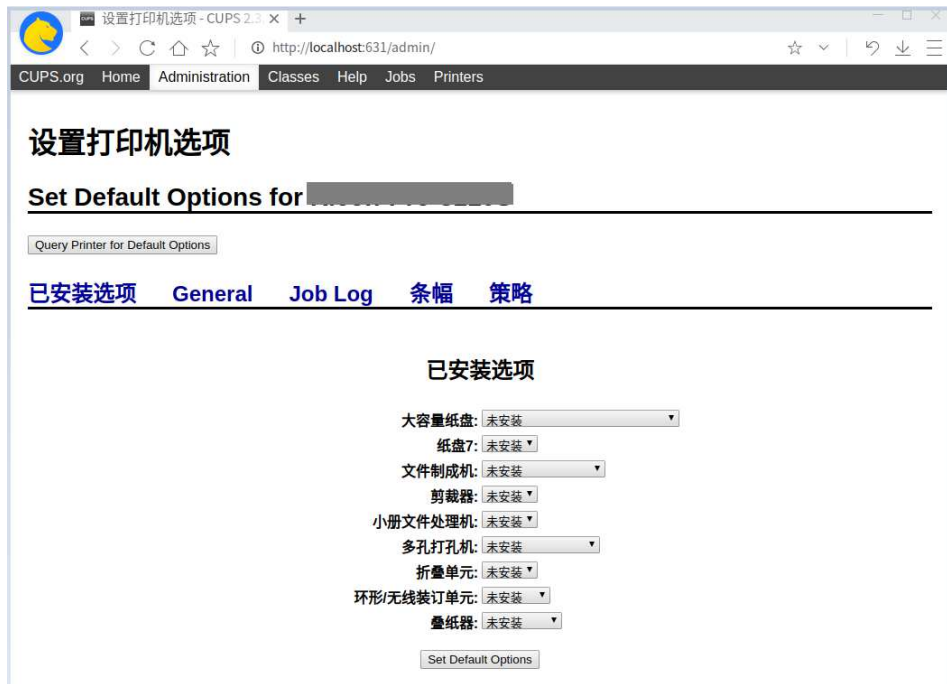 设置打印机选项 - CUPS 2.3.
http://localhost:631/admin/
CUPS.org Home Administration Classes Help Jobs Printers
设置打印机选项
Set Default Options for
Query Printer for Default Options
已安装选项 General Job Log 条幅 策略
已安装选项
大容量纸盘: 未安装
纸盘7: 未安装
文件制成机: 未安装
剪裁器: 未安装
小册文件处理机: 未安装
多孔打孔机: 未安装
折叠单元: 未安装
环形/无线装订单元: 未安装
叠纸器: 未安装
Set Default Options